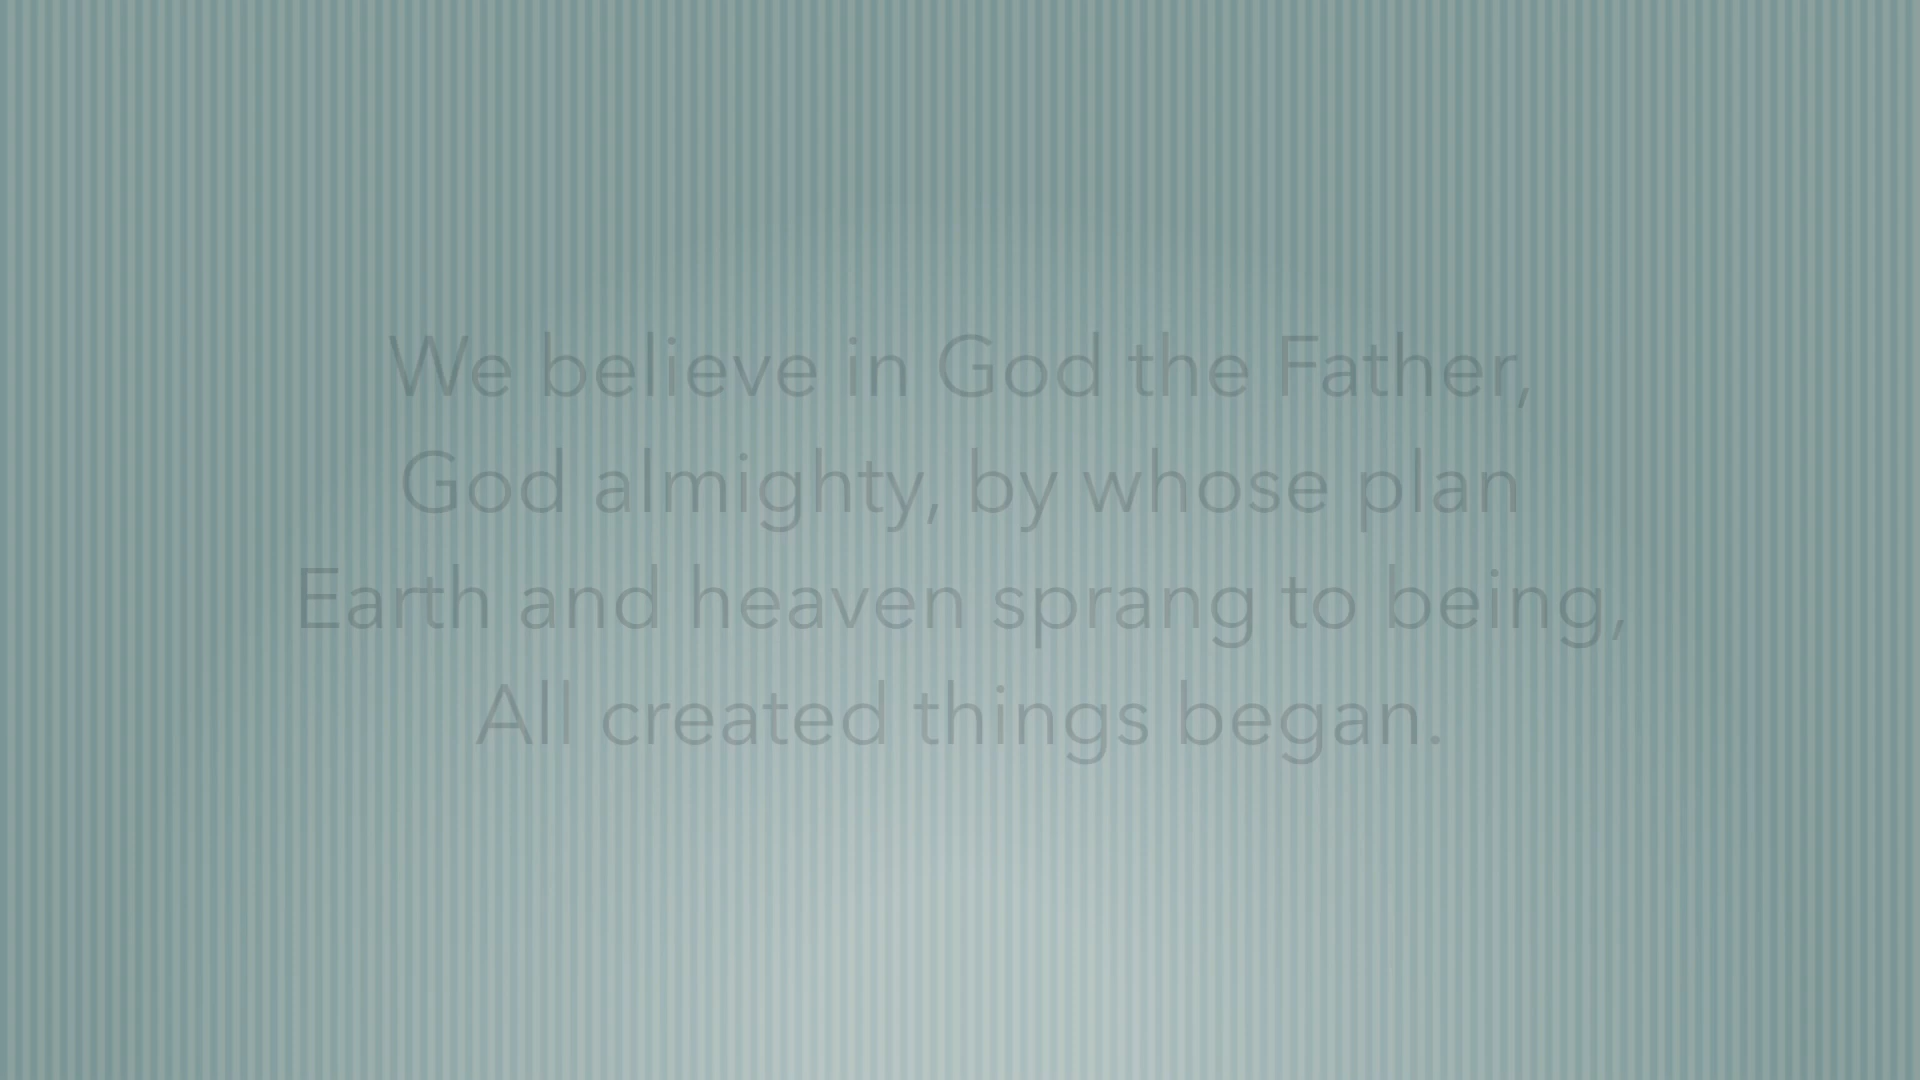 We believe in God the Father,
God almighty, by whose plan
Earth and heaven sprang to being,
All created things began.